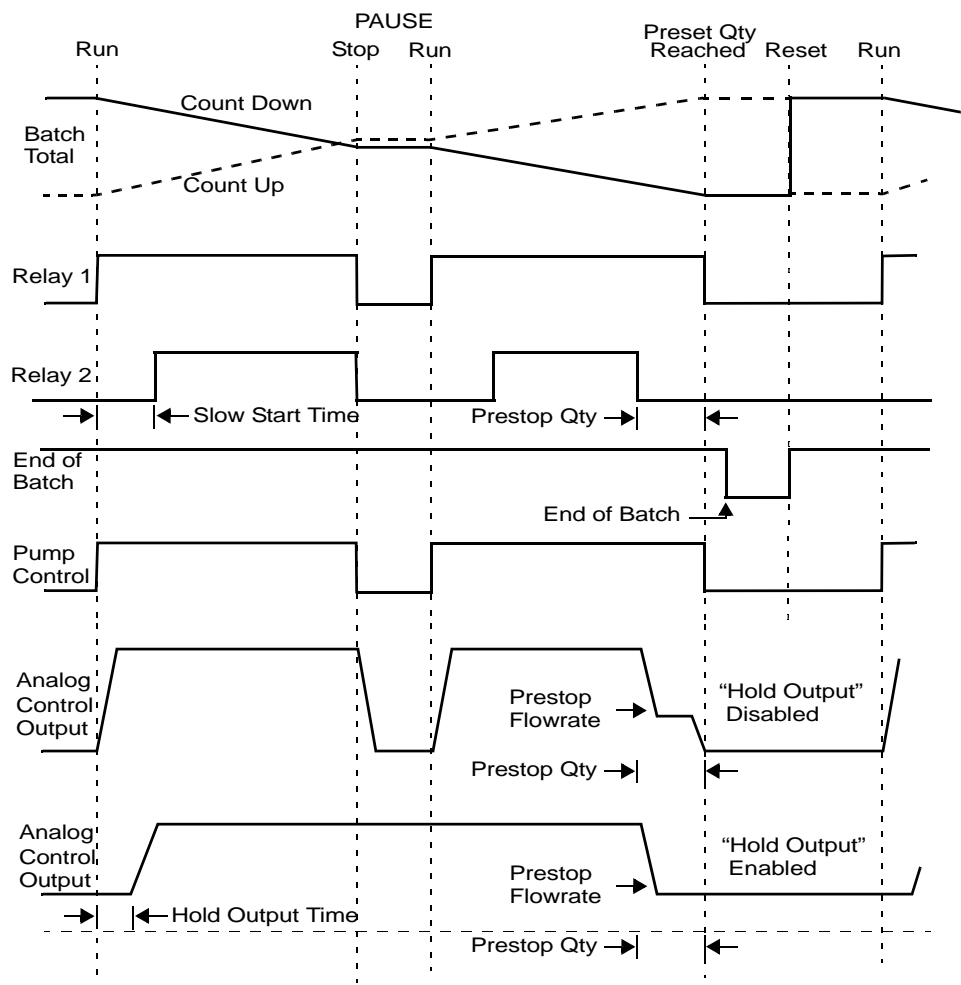 PAUSE
Run
Stop
Run
Preset Qty
Reached
Reset
Run
Count Down
Batch
Total
Count Up
Relay 1
Relay 2
Slow Start Time
Prestop Qty
End of
Batch
End of Batch
Pump
Control
Analog
Control
Output
Prestop
Flowrate
“Hold Output”
Disabled
Prestop Qty
Analog
Control
Output
Prestop
Flowrate
“Hold Output”
Enabled
Hold Output Time
Prestop Qty